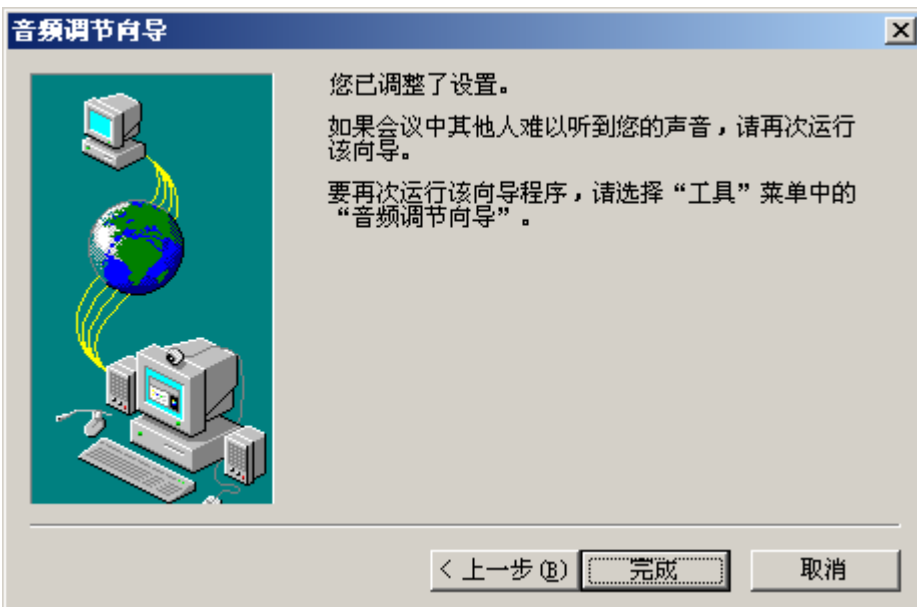 音频调节向导
您已调整了设置。
如果会议中其他人难以听到您的声音，请再次运行
该向导。
要再次运行该向导程序，请选择“工具”菜单中的
“音频调节向导”。
< 上一步(B)
完成
取消